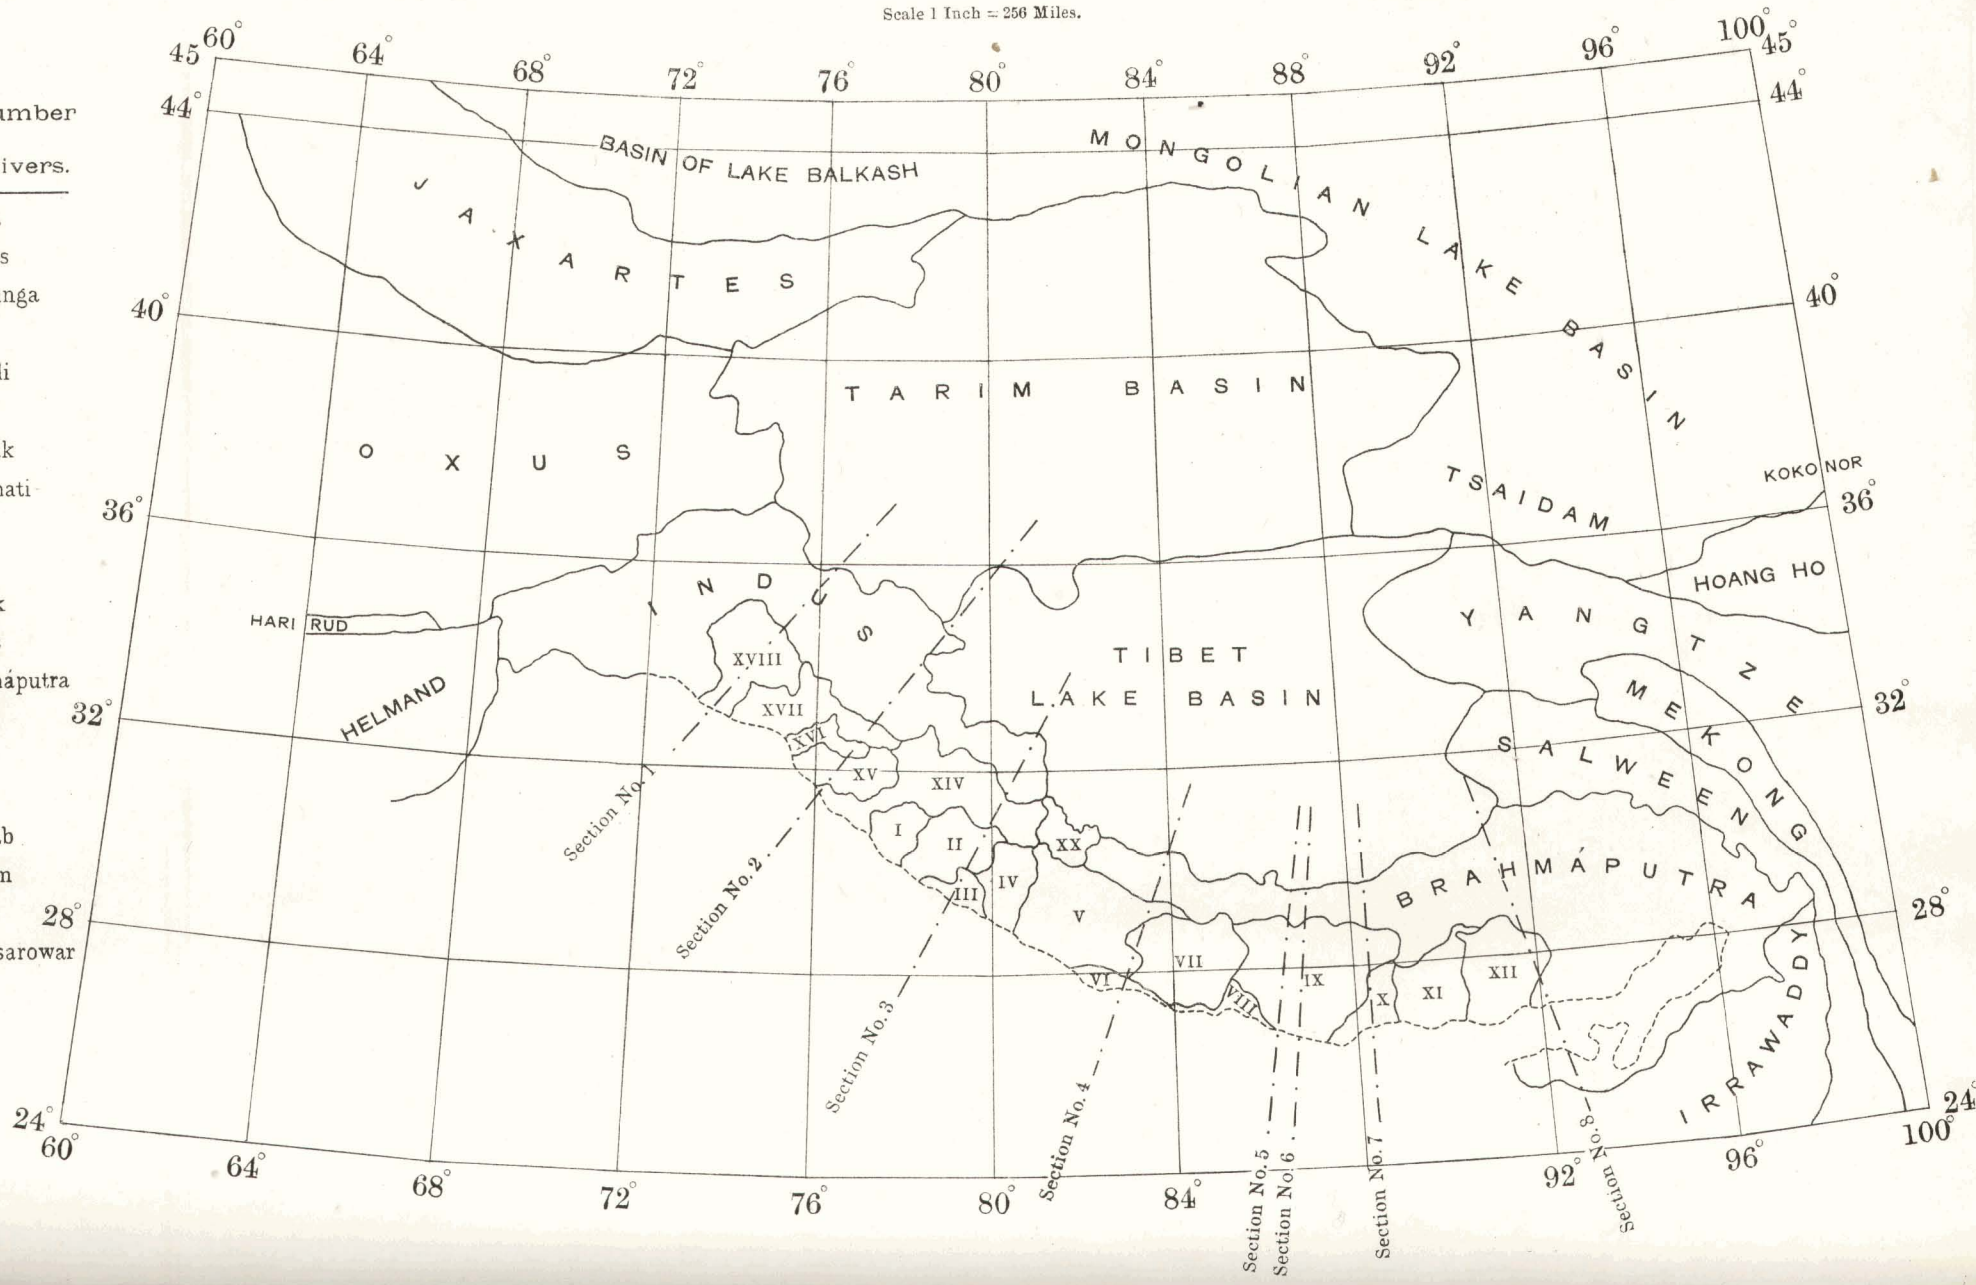 Scale 1 Inch = 256 Miles.
45° 60° 64° 68° 72° 76° 80° 84° 88° 92° 96° 100° 45°
44° 44°
BASIN OF LAKE BALKASH
MONGOLIAN LAKE BASIN
JAXARTES
40° 40°
TARIM BASIN
OXUS
TSAIDAM
KOKO NOR
36° 36°
HOANG HO
INDUS
YANGTZE
HARI RUD
TIBET
LAKE BASIN
HELMAND
MEKONG
32° 32°
SALWEEN
XVIII
XVII
XVI
XV
XIV
I
II
III
IV
XX
V
BRAHMÁPUTRA
28° 28°
VI
VII
VIII
IX
X
XI
XII
IRRAWADDY
Section No. 1
Section No. 2
Section No. 3
Section No. 4
Section No. 5
Section No. 6
Section No. 7
Section No. 8
24° 24°
60° 64° 68° 72° 76° 80° 84° 92° 96° 100°
umber
ivers.
s
nga
li
k
ati
k
áputra
b
n
sarowar